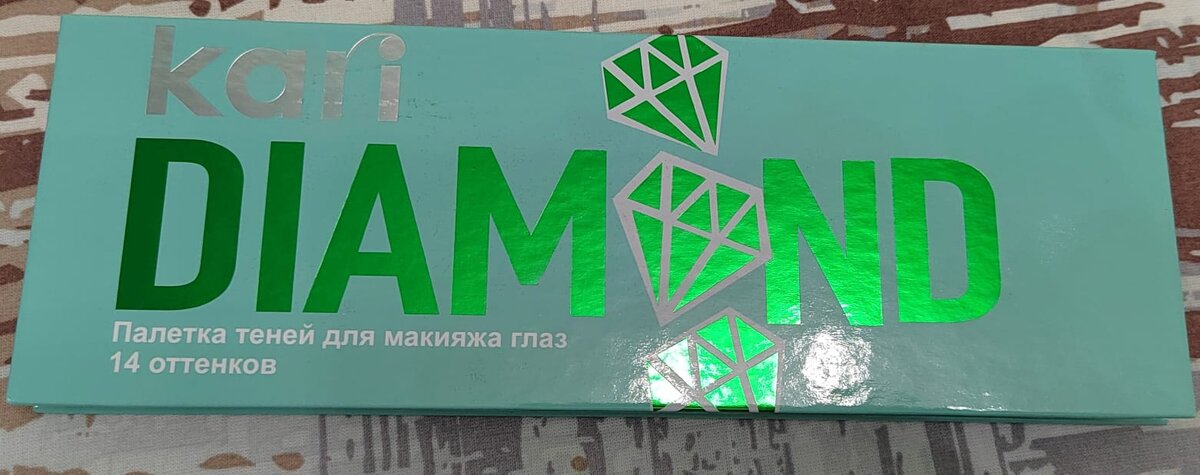 kari
DIAMOND
Палетка теней для макияжа глаз
14 оттенков